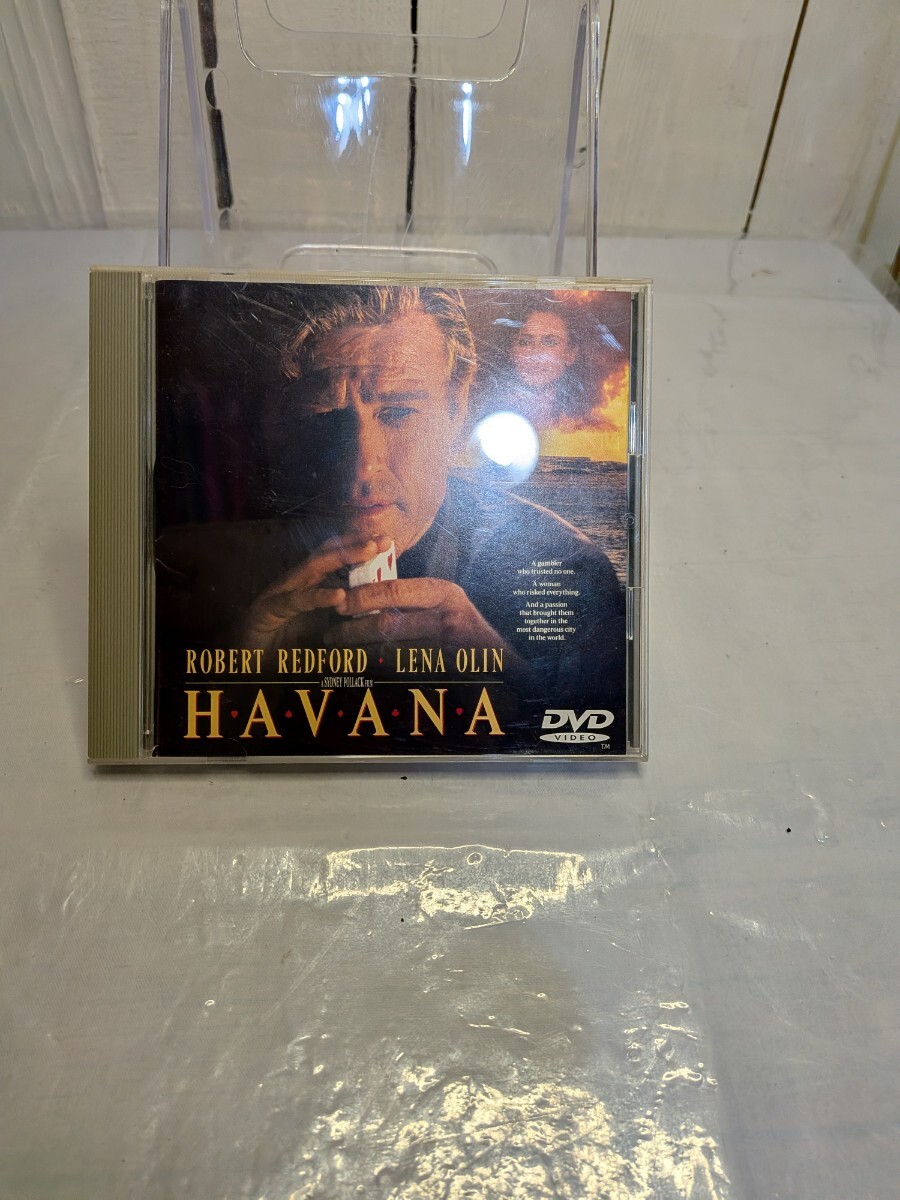 A gambler
who trusted no one.
A woman
who risked everything.
And a passion
that brought them
together in the
most dangerous city
in the world.
ROBERT REDFORD · LENA OLIN
A SYDNEY POLLACK FILM
H·A·V·A·N·A
DVD
VIDEO
TM